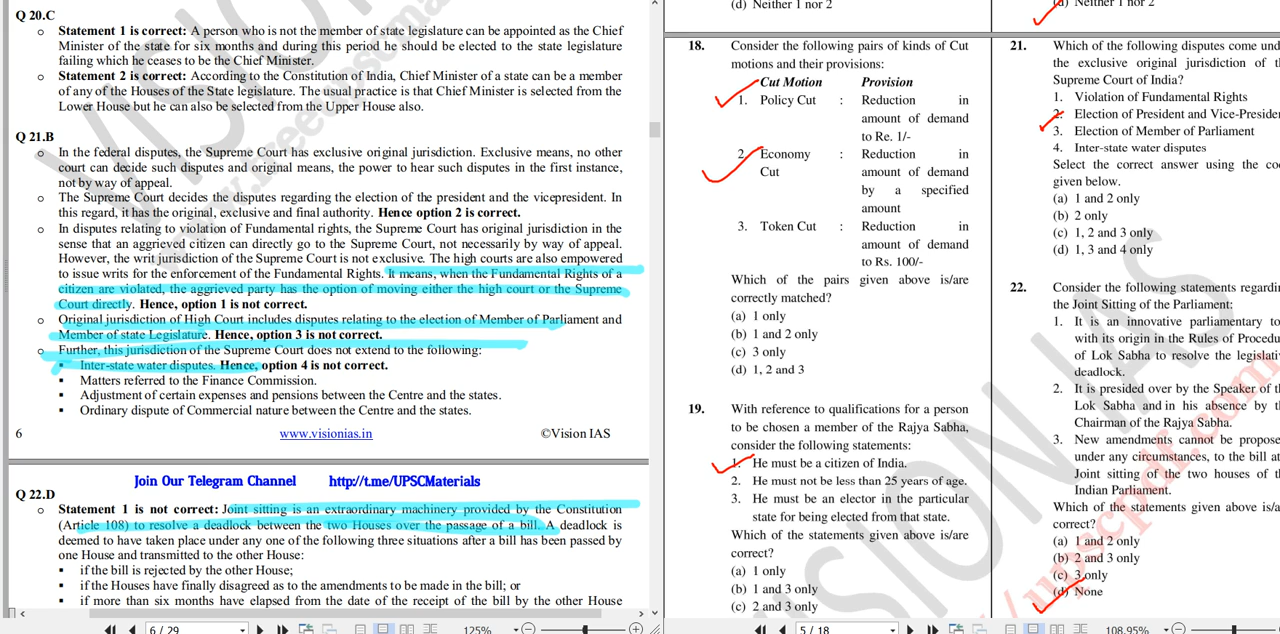 Q 20.C
o Statement 1 is correct: A person who is not the member of state legislature can be appointed as the Chief
Minister of the state for six months and during this period he should be elected to the state legislature
failing which he ceases to be the Chief Minister.
o Statement 2 is correct: According to the Constitution of India, Chief Minister of a state can be a member
of any of the Houses of the State legislature. The usual practice is that Chief Minister is selected from the
Lower House but he can also be selected from the Upper House also.
Q 21.B
o In the federal disputes, the Supreme Court has exclusive original jurisdiction. Exclusive means, no other
court can decide such disputes and original means, the power to hear such disputes in the first instance,
not by way of appeal.
o The Supreme Court decides the disputes regarding the election of the president and the vicepresident. In
this regard, it has the original, exclusive and final authority. Hence option 2 is correct.
o In disputes relating to violation of Fundamental rights, the Supreme Court has original jurisdiction in the
sense that an aggrieved citizen can directly go to the Supreme Court, not necessarily by way of appeal.
However, the writ jurisdiction of the Supreme Court is not exclusive. The high courts are also empowered
to issue writs for the enforcement of the Fundamental Rights. It means, when the Fundamental Rights of a
citizen are violated, the aggrieved party has the option of moving either the high court or the Supreme
Court directly. Hence, option 1 is not correct.
o Original jurisdiction of High Court includes disputes relating to the election of Member of Parliament and
Member of state Legislature. Hence, option 3 is not correct.
o Further, this jurisdiction of the Supreme Court does not extend to the following:
▪ Inter-state water disputes. Hence, option 4 is not correct.
▪ Matters referred to the Finance Commission.
▪ Adjustment of certain expenses and pensions between the Centre and the states.
▪ Ordinary dispute of Commercial nature between the Centre and the states.
6 www.visionias.in ©Vision IAS
Join Our Telegram Channel http://t.me/UPSCMaterials
Q 22.D
o Statement 1 is not correct: Joint sitting is an extraordinary machinery provided by the Constitution
(Article 108) to resolve a deadlock between the two Houses over the passage of a bill. A deadlock is
deemed to have taken place under any one of the following three situations after a bill has been passed by
one House and transmitted to the other House:
▪ if the bill is rejected by the other House;
▪ if the Houses have finally disagreed as to the amendments to be made in the bill; or
▪ if more than six months have elapsed from the date of the receipt of the bill by the other House
6 / 29
125%
(d) Neither 1 nor 2
18. Consider the following pairs of kinds of Cut
motions and their provisions:
Cut Motion Provision
1. Policy Cut : Reduction in
amount of demand
to Re. 1/-
2. Economy : Reduction in
Cut amount of demand
by a specified
amount
3. Token Cut : Reduction in
amount of demand
to Rs. 100/-
Which of the pairs given above is/are
correctly matched?
(a) 1 only
(b) 1 and 2 only
(c) 3 only
(d) 1, 2 and 3
19. With reference to qualifications for a person
to be chosen a member of the Rajya Sabha,
consider the following statements:
1. He must be a citizen of India.
2. He must not be less than 25 years of age.
3. He must be an elector in the particular
state for being elected from that state.
Which of the statements given above is/are
correct?
(a) 1 only
(b) 1 and 3 only
(c) 2 and 3 only
(d) Neither 1 nor 2
21. Which of the following disputes come und
the exclusive original jurisdiction of t
Supreme Court of India?
1. Violation of Fundamental Rights
2. Election of President and Vice-Preside
3. Election of Member of Parliament
4. Inter-state water disputes
Select the correct answer using the co
given below.
(a) 1 and 2 only
(b) 2 only
(c) 1, 2 and 3 only
(d) 1, 3 and 4 only
22. Consider the following statements regardi
the Joint Sitting of the Parliament:
1. It is an innovative parliamentary to
with its origin in the Rules of Procedu
of Lok Sabha to resolve the legislati
deadlock.
2. It is presided over by the Speaker of t
Lok Sabha and in his absence by t
Chairman of the Rajya Sabha.
3. New amendments cannot be propose
under any circumstances, to the bill at
Joint sitting of the two houses of t
Indian Parliament.
Which of the statements given above is/a
correct?
(a) 1 and 2 only
(b) 2 and 3 only
(c) 3 only
(d) None
5 / 18
108.95%